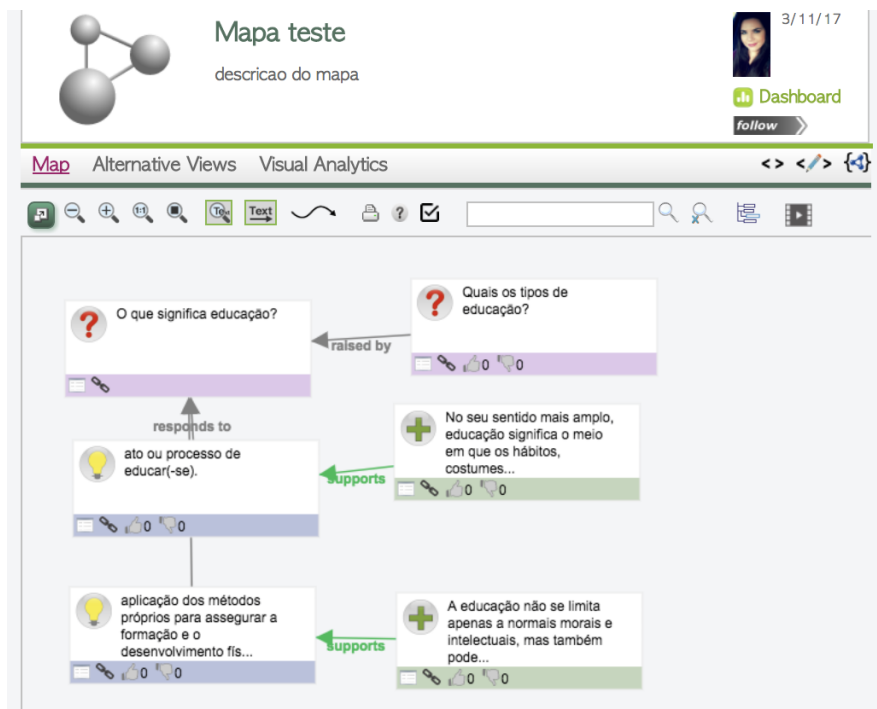 Mapa teste
descricao do mapa
3/11/17
Dashboard
follow
Map Alternative Views Visual Analytics
1:1
Text
Text
?
O que significa educação?
Quais os tipos de
educação?
raised by
0 0
responds to
ato ou processo de
educar(-se).
0 0
No seu sentido mais amplo,
educação significa o meio
em que os hábitos,
costumes...
supports
0 0
aplicação dos métodos
próprios para assegurar a
formação e o
desenvolvimento fís...
0 0
A educação não se limita
apenas a normais morais e
intelectuais, mas também
pode...
supports
0 0